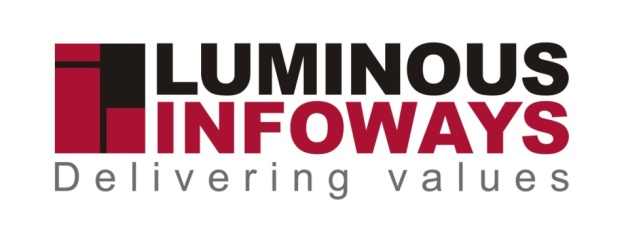 LUMINOUS
INFOWAYS
Delivering values